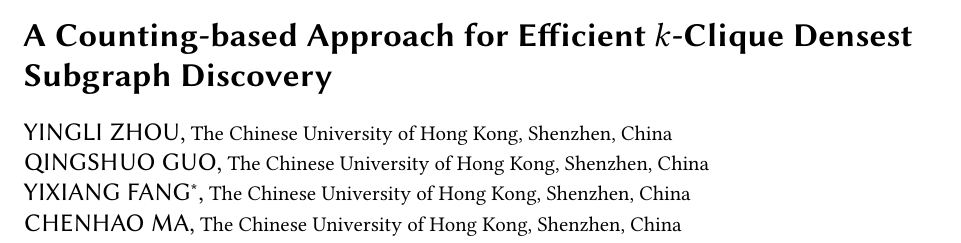 A Counting-based Approach for Efficient k-Clique Densest
Subgraph Discovery
YINGLI ZHOU, The Chinese University of Hong Kong, Shenzhen, China
QINGSHUO GUO, The Chinese University of Hong Kong, Shenzhen, China
YIXIANG FANG*, The Chinese University of Hong Kong, Shenzhen, China
CHENHAO MA, The Chinese University of Hong Kong, Shenzhen, China